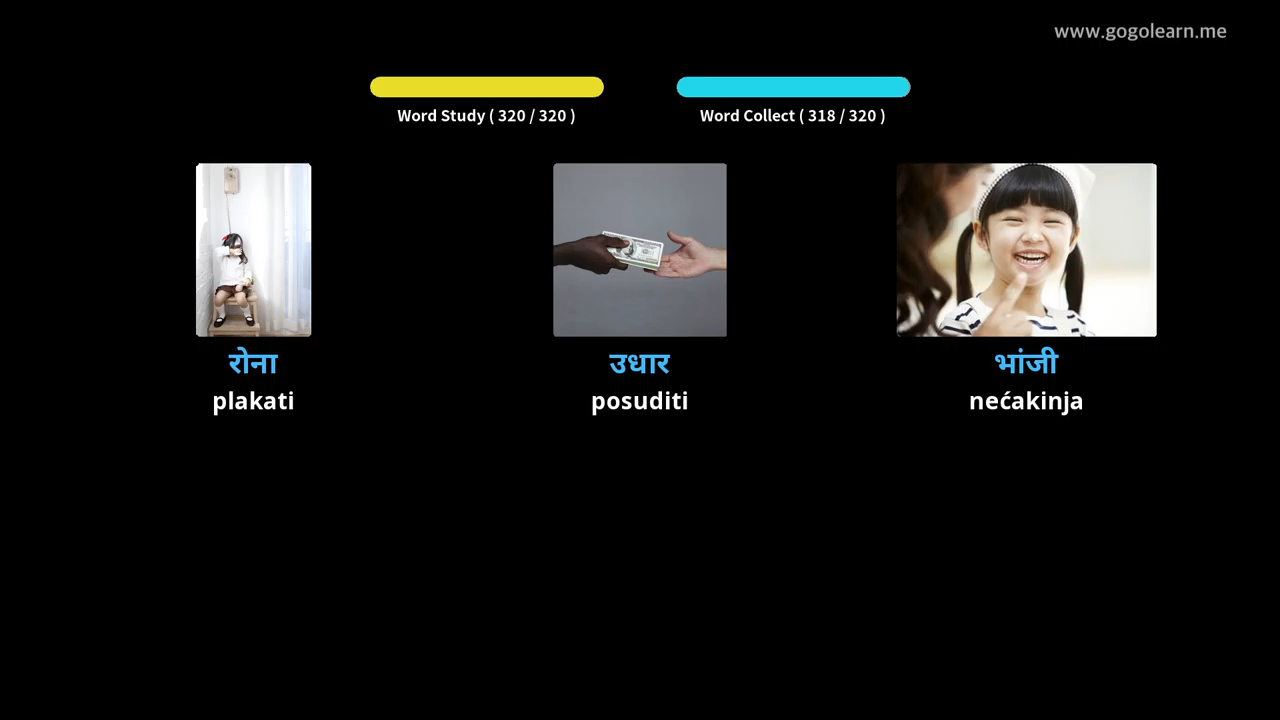 www.gogolearn.me
Word Study ( 320 / 320 )
Word Collect ( 318 / 320 )
रोना
plakati
उधार
posuditi
भांजी
nećakinja